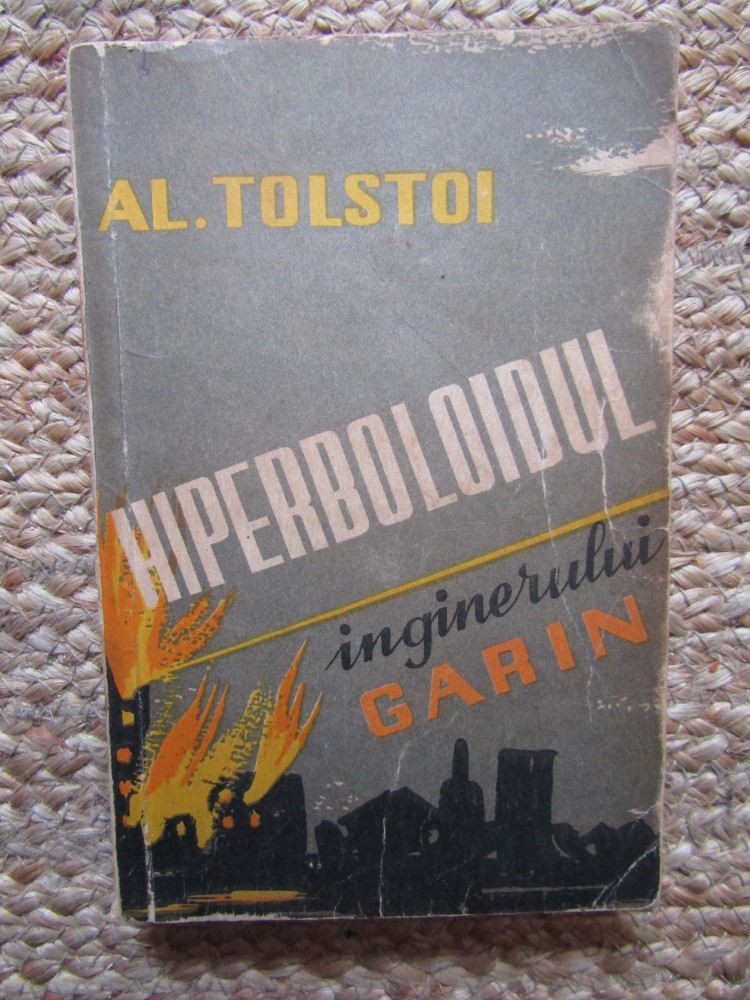 AL. TOLSTOI
HIPERBOLOIDUL
inginerului
GARIN